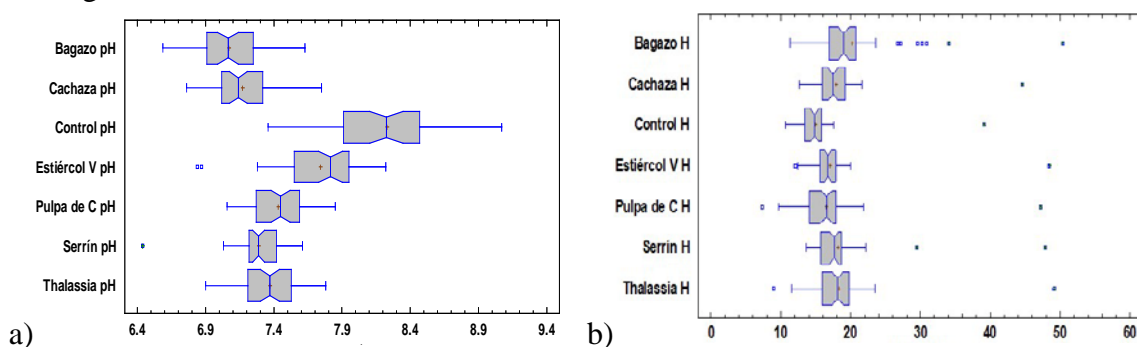 Bagazo pH
Cachaza pH
Control pH
Estiércol V pH
Pulpa de C pH
Serrín pH
Thalassia pH
6.4 6.9 7.4 7.9 8.4 8.9 9.4
a)
b)
Bagazo H
Cachaza H
Control H
Estiércol V H
Pulpa de C H
Serrin H
Thalassia H
0 10 20 30 40 50 60